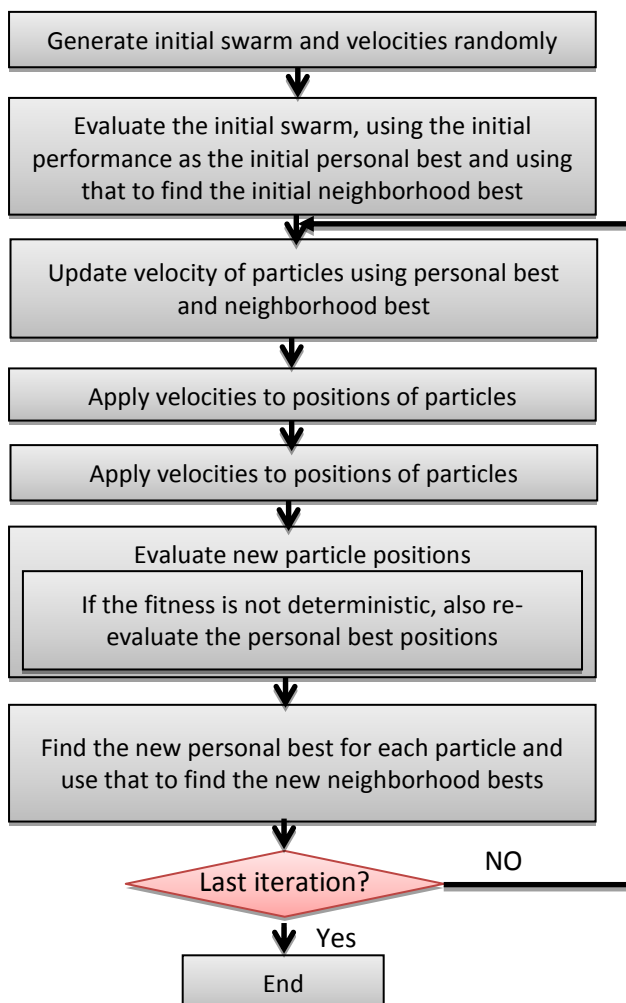 Generate initial swarm and velocities randomly
Evaluate the initial swarm, using the initial
performance as the initial personal best and using
that to find the initial neighborhood best
Update velocity of particles using personal best
and neighborhood best
Apply velocities to positions of particles
Apply velocities to positions of particles
Evaluate new particle positions
If the fitness is not deterministic, also re-
evaluate the personal best positions
Find the new personal best for each particle and
use that to find the new neighborhood bests
Last iteration?
NO
Yes
End